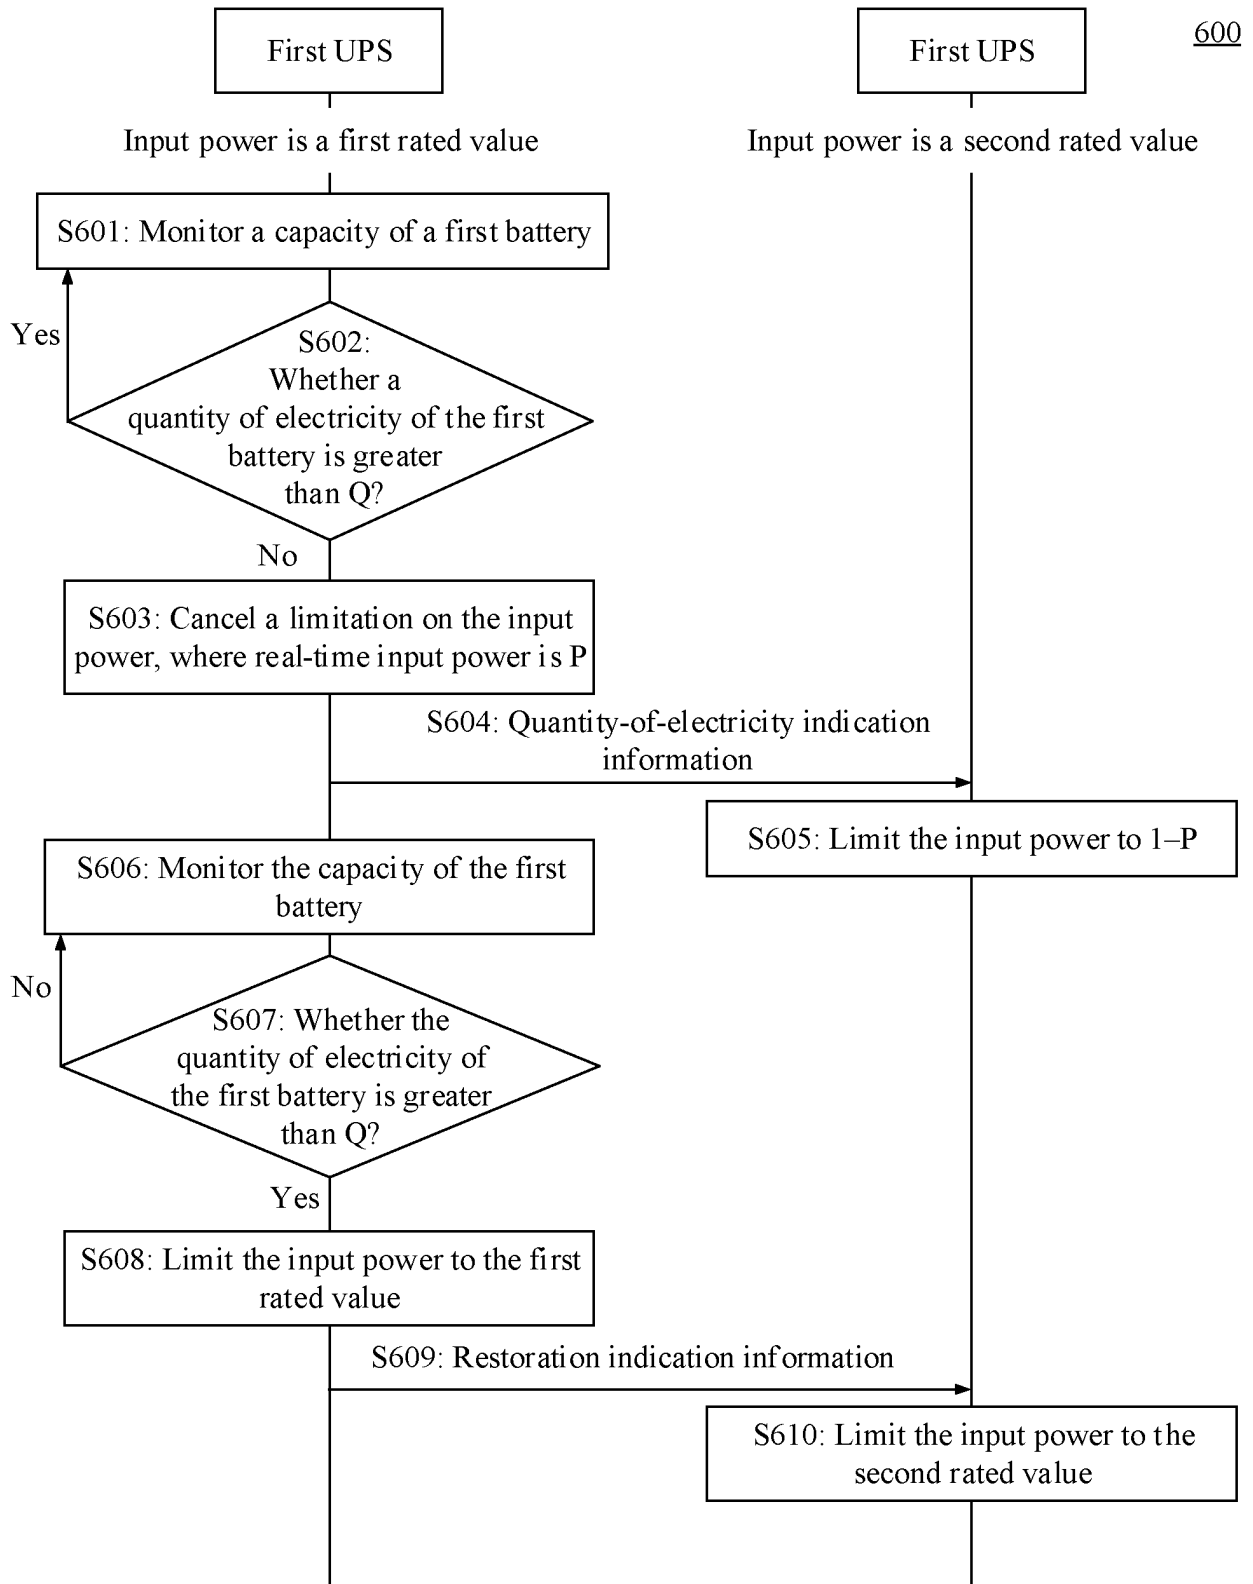 600
First UPS
First UPS
Input power is a first rated value
Input power is a second rated value
S601: Monitor a capacity of a first battery
Yes
S602:
Whether a
quantity of electricity of the first
battery is greater
than Q?
No
S603: Cancel a limitation on the input
power, where real-time input power is P
S604: Quantity-of-electricity indication
information
S605: Limit the input power to 1–P
S606: Monitor the capacity of the first
battery
No
S607: Whether the
quantity of electricity of
the first battery is greater
than Q?
Yes
S608: Limit the input power to the first
rated value
S609: Restoration indication information
S610: Limit the input power to the
second rated value